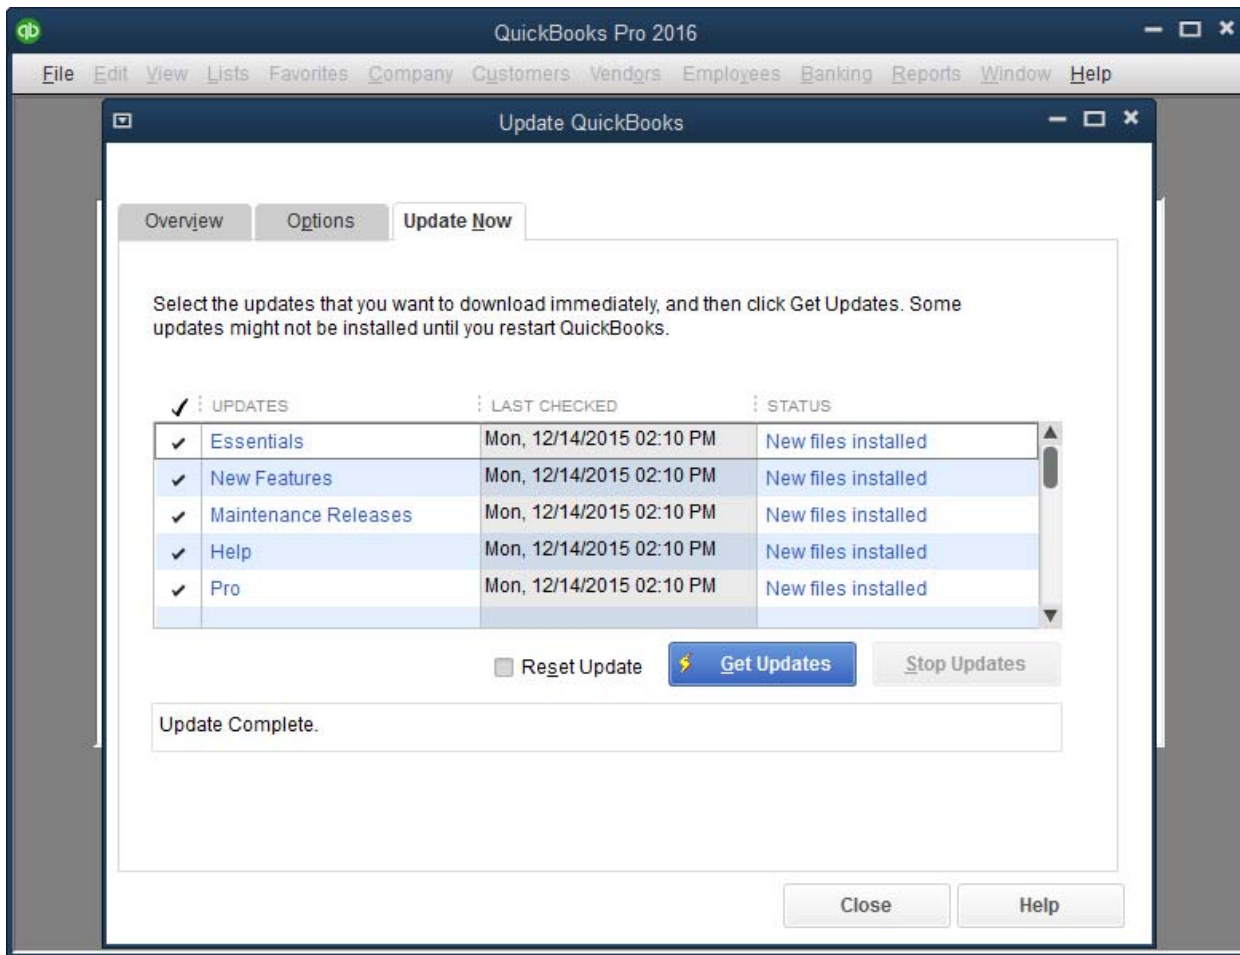 qb QuickBooks Pro 2016
File Edit View Lists Favorites Company Customers Vendors Employees Banking Reports Window Help
Update QuickBooks
Overview Options Update Now
Select the updates that you want to download immediately, and then click Get Updates. Some
updates might not be installed until you restart QuickBooks.
UPDATES LAST CHECKED STATUS
Essentials Mon, 12/14/2015 02:10 PM New files installed
New Features Mon, 12/14/2015 02:10 PM New files installed
Maintenance Releases Mon, 12/14/2015 02:10 PM New files installed
Help Mon, 12/14/2015 02:10 PM New files installed
Pro Mon, 12/14/2015 02:10 PM New files installed
Reset Update Get Updates Stop Updates
Update Complete.
Close Help